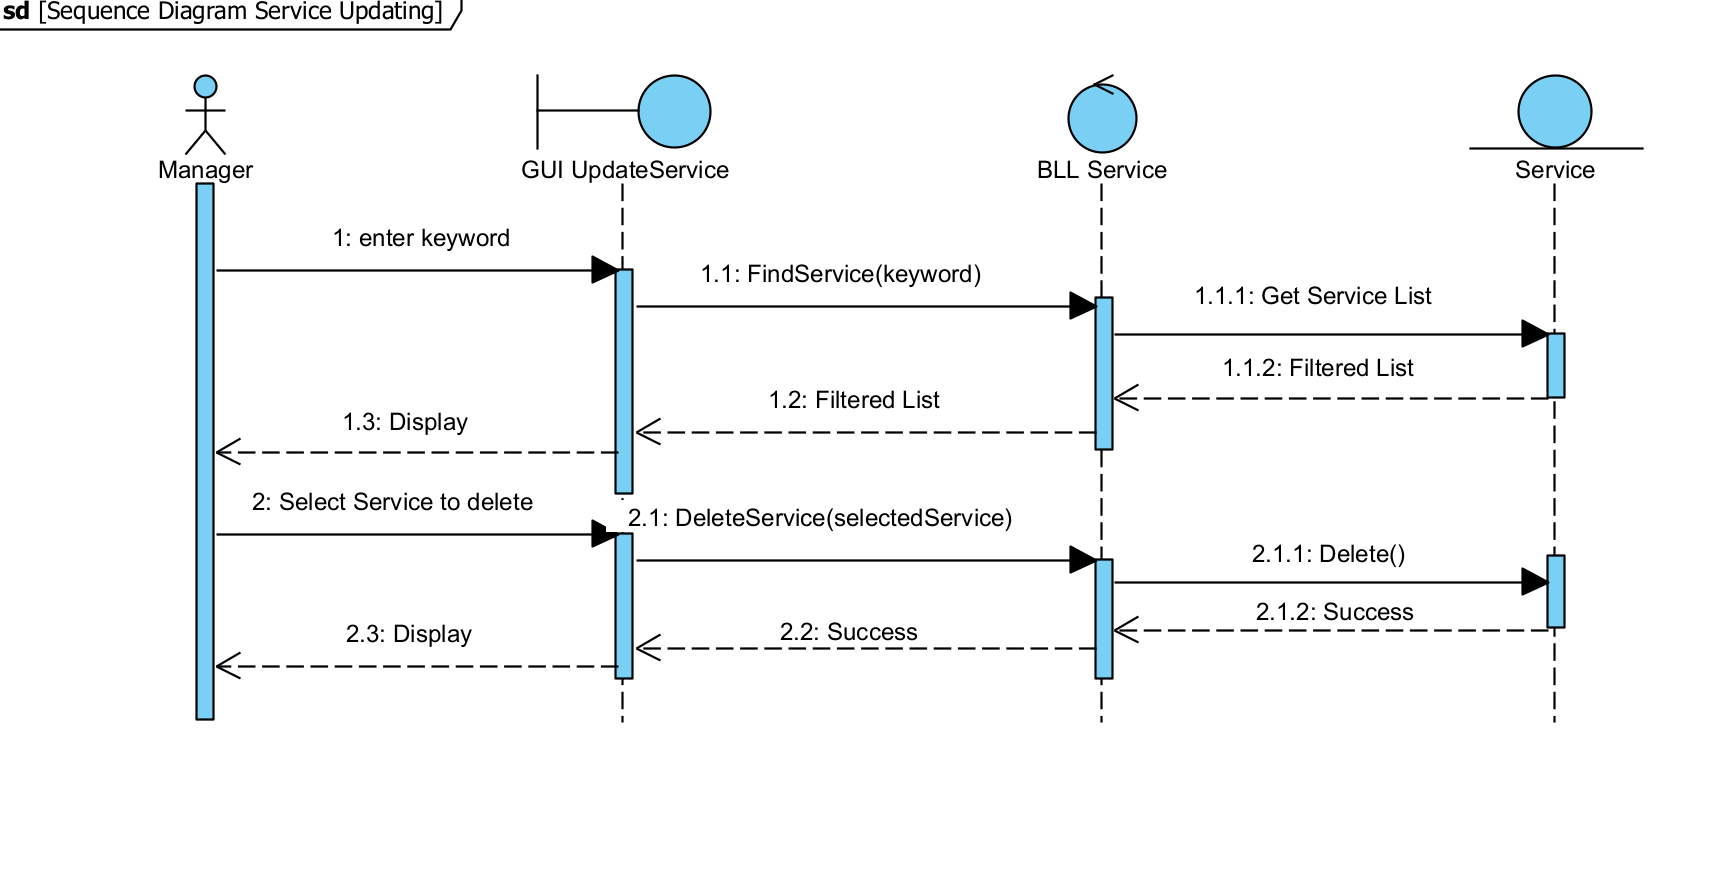 sd [Sequence Diagram Service Updating]
Manager
GUI UpdateService
BLL Service
Service
1: enter keyword
1.1: FindService(keyword)
1.1.1: Get Service List
1.1.2: Filtered List
1.2: Filtered List
1.3: Display
2: Select Service to delete
2.1: DeleteService(selectedService)
2.1.1: Delete()
2.1.2: Success
2.2: Success
2.3: Display